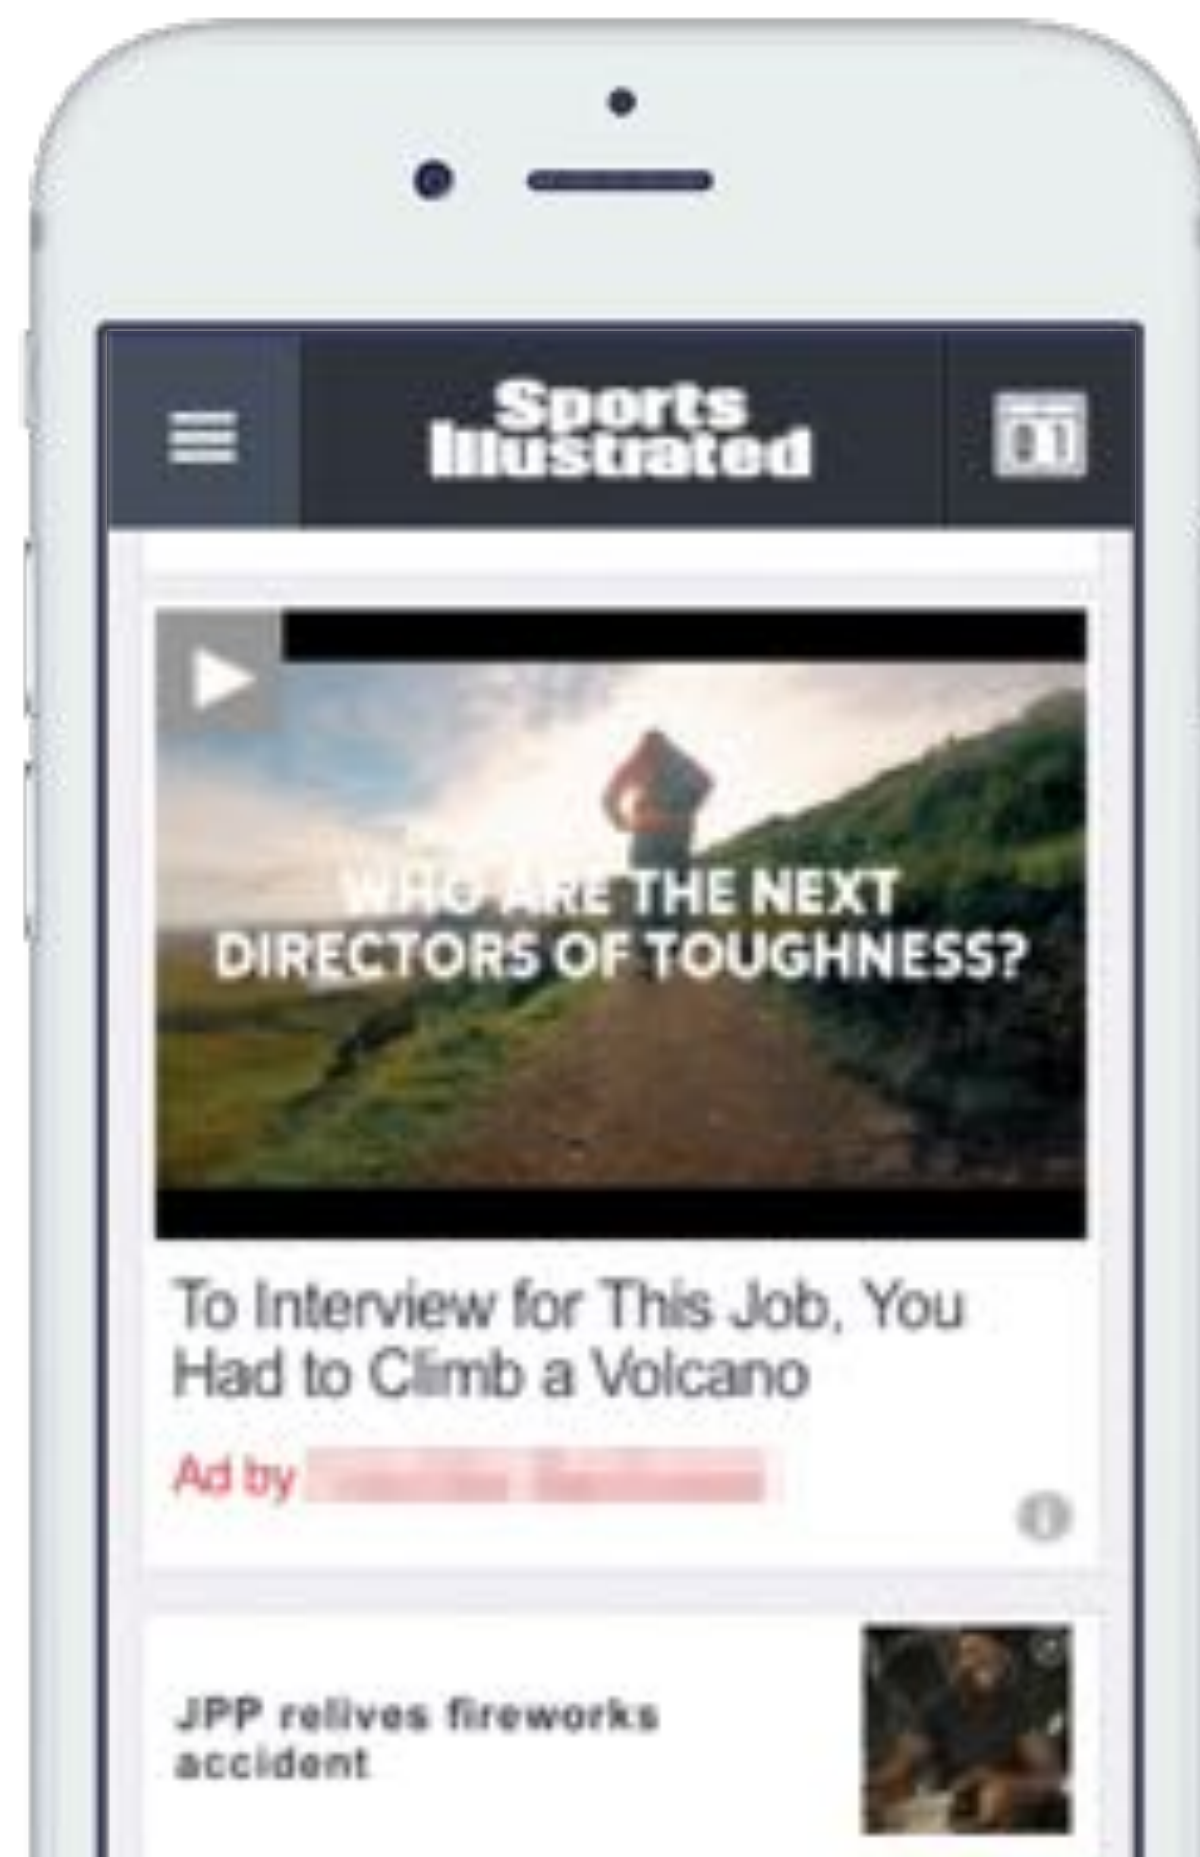 Sports
Illustrated
WHO ARE THE NEXT
DIRECTORS OF TOUGHNESS?
To Interview for This Job, You
Had to Climb a Volcano
Ad by
JPP relives fireworks
accident